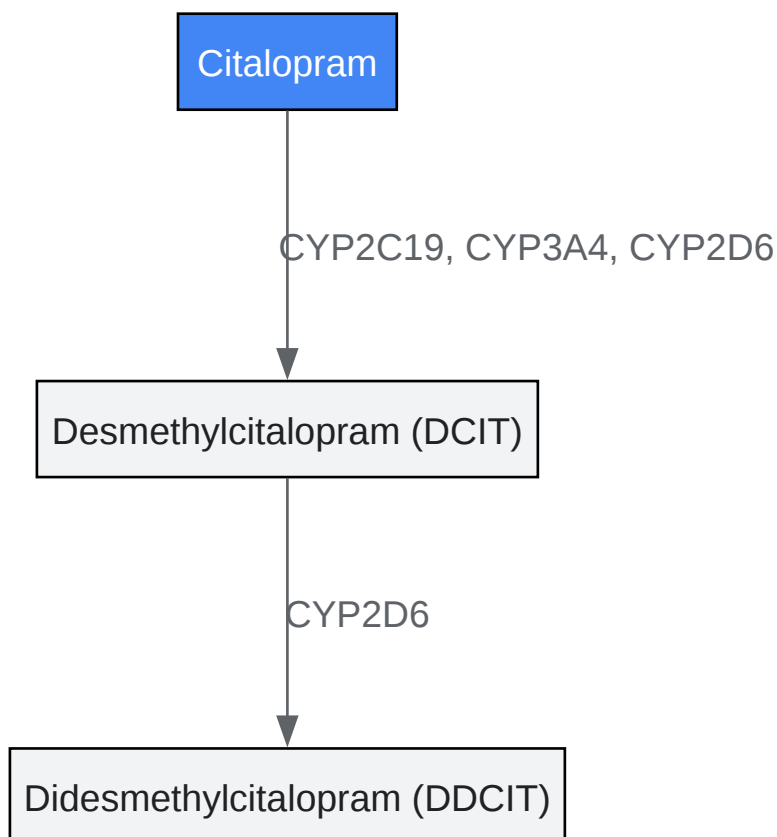 Citalopram
CYP2C19, CYP3A4, CYP2D6
Desmethylcitalopram (DCIT)
CYP2D6
Didesmethylcitalopram (DDCIT)